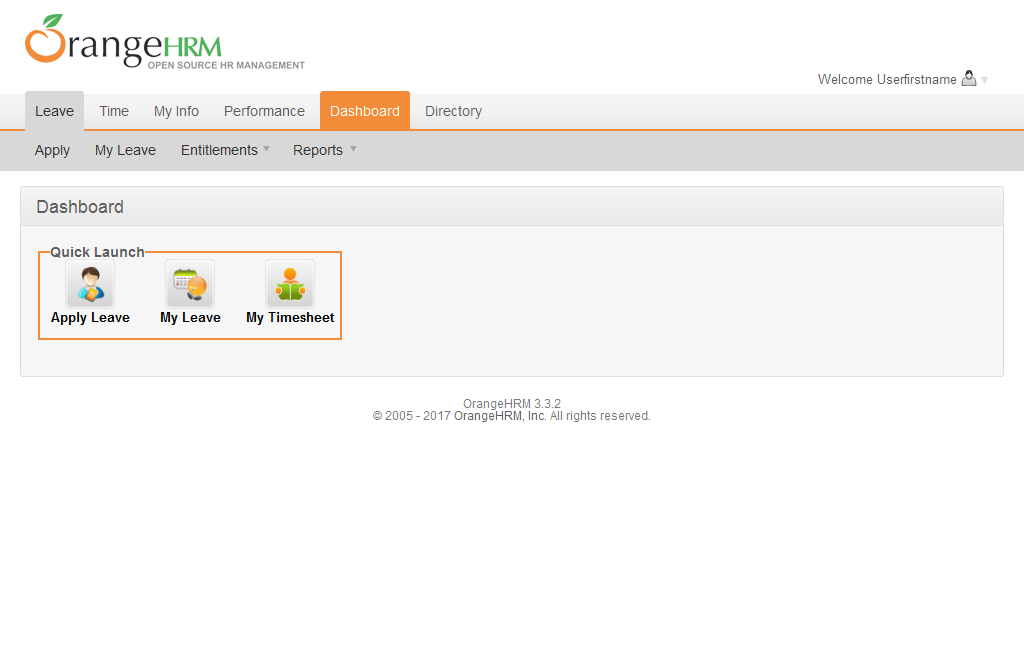 OrangeHRM
OPEN SOURCE HR MANAGEMENT
Welcome Userfirstname
Leave Time My Info Performance Dashboard Directory
Apply My Leave Entitlements Reports
Dashboard
Quick Launch
Apply Leave My Leave My Timesheet
OrangeHRM 3.3.2
© 2005 - 2017 OrangeHRM, Inc. All rights reserved.